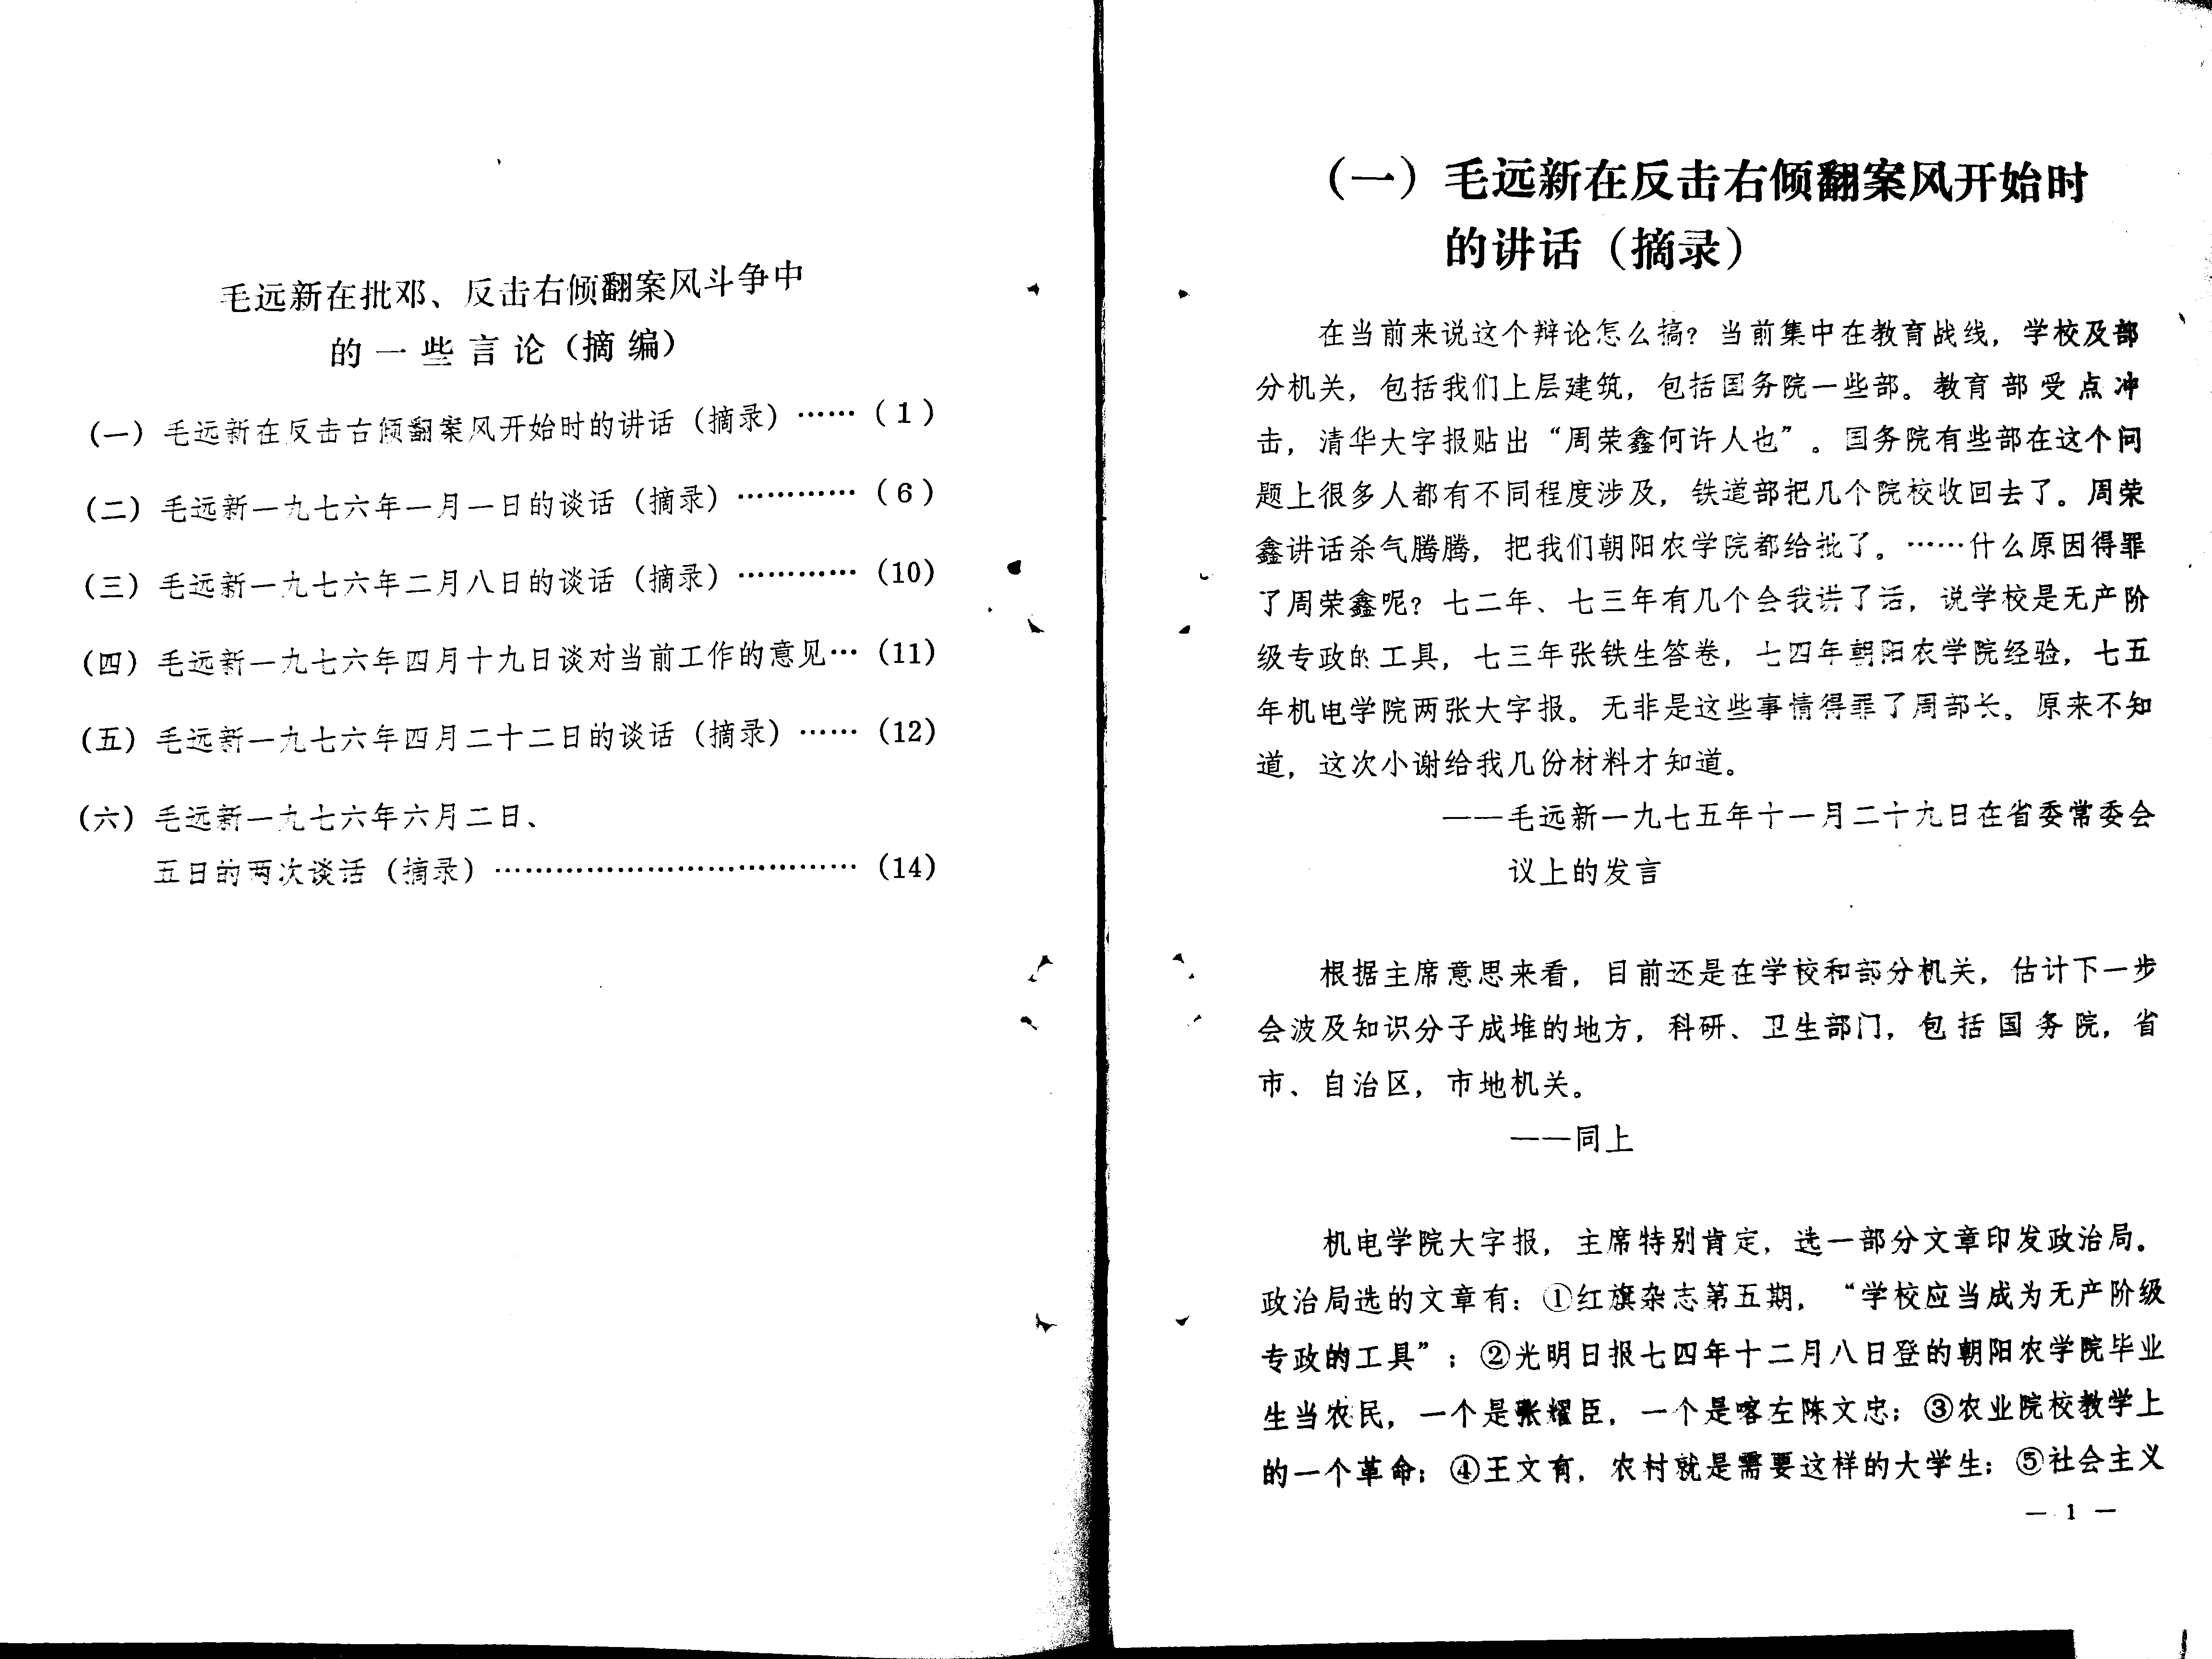 毛远新在批邓、反击右倾翻案风斗争中
的一些言论（摘编）
（一）毛远新在反击右倾翻案风开始时的讲话（摘录）……（1）
（二）毛远新一九七六年一月一日的谈话（摘录）…………（6）
（三）毛远新一九七六年二月八日的谈话（摘录）…………（10）
（四）毛远新一九七六年四月十九日谈对当前工作的意见…（11）
（五）毛远新一九七六年四月二十二日的谈话（摘录）……（12）
（六）毛远新一九七六年六月二日、
五日的两次谈话（摘录）………………………………（14）
（一）毛远新在反击右倾翻案风开始时
的讲话（摘录）
在当前来说这个辩论怎么搞？当前集中在教育战线，学校及部
分机关，包括我们上层建筑，包括国务院一些部。教育部受点冲
击，清华大字报贴出“周荣鑫何许人也”。国务院有些部在这个问
题上很多人都有不同程度涉及，铁道部把几个院校收回去了。周荣
鑫讲话杀气腾腾，把我们朝阳农学院都给批了。……什么原因得罪
了周荣鑫呢？七二年、七三年有几个会我讲了话，说学校是无产阶
级专政的工具，七三年张铁生答卷，七四年朝阳农学院经验，七五
年机电学院两张大字报。无非是这些事情得罪了周部长。原来不知
道，这次小谢给我几份材料才知道。
——毛远新一九七五年十一月二十九日在省委常委会
议上的发言
根据主席意思来看，目前还是在学校和部分机关，估计下一步
会波及知识分子成堆的地方，科研、卫生部门，包括国务院，省
市、自治区，市地机关。
——同上
机电学院大字报，主席特别肯定，选一部分文章印发政治局。
政治局选的文章有：①红旗杂志第五期，“学校应当成为无产阶级
专政的工具”；②光明日报七四年十二月八日登的朝阳农学院毕业
生当农民，一个是张耀臣，一个是喀左陈文忠；③农业院校教学上
的一个革命；④王文有，农村就是需要这样的大学生；⑤社会主义
— 1 —